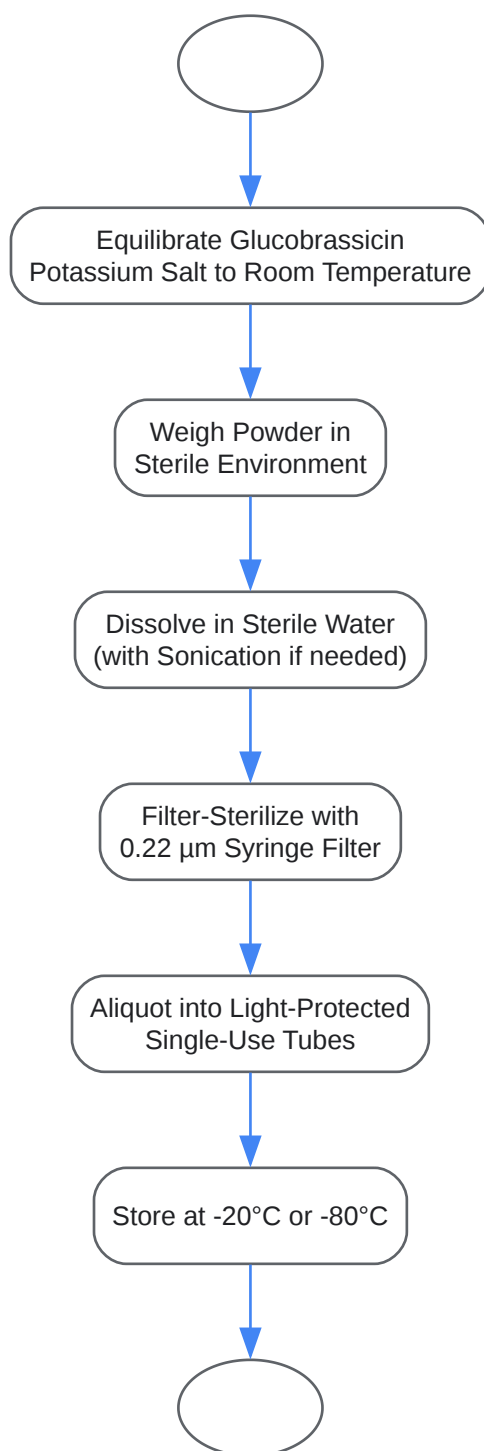 Equilibrate Glucobrassicin
Potassium Salt to Room Temperature
Weigh Powder in
Sterile Environment
Dissolve in Sterile Water
(with Sonication if needed)
Filter-Sterilize with
0.22 µm Syringe Filter
Aliquot into Light-Protected
Single-Use Tubes
Store at -20°C or -80°C